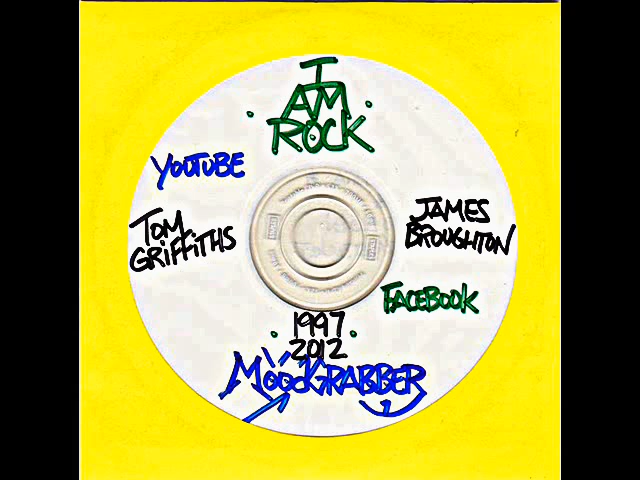 I
AM
ROCK
YOUTUBE
TOM.
GRIFFITHS
JAMES
BROUGHTON
FACEBOOK
1997
2012
MOODGRABBER